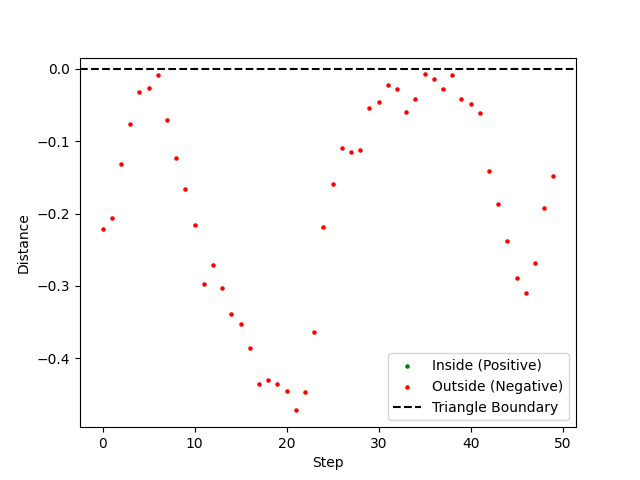 0.0
−0.1
−0.2
−0.3
−0.4
Distance
0 10 20 30 40 50
Step
Inside (Positive)
Outside (Negative)
Triangle Boundary